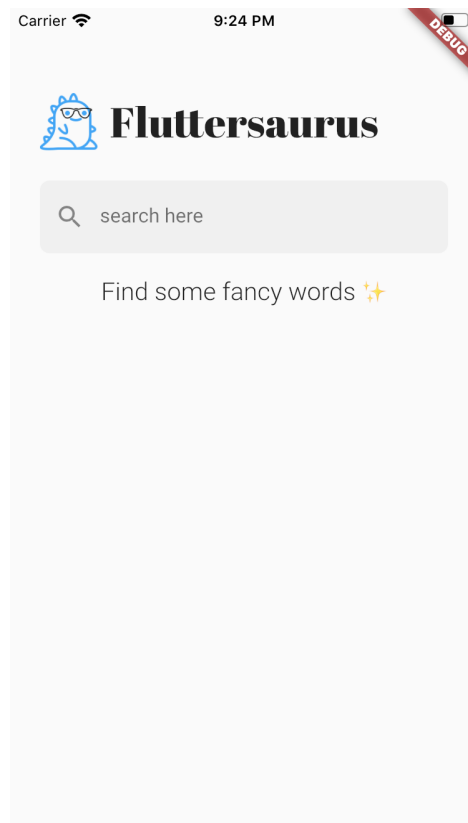 Carrier 9:24 PM
DEBUG
Fluttersaurus
search here
Find some fancy words ✨